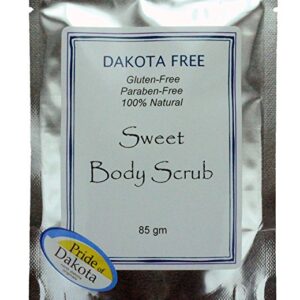 DAKOTA FREE
Gluten-Free
Paraben-Free
100% Natural
Sweet
Body Scrub
85 gm
Pride of
Dakota